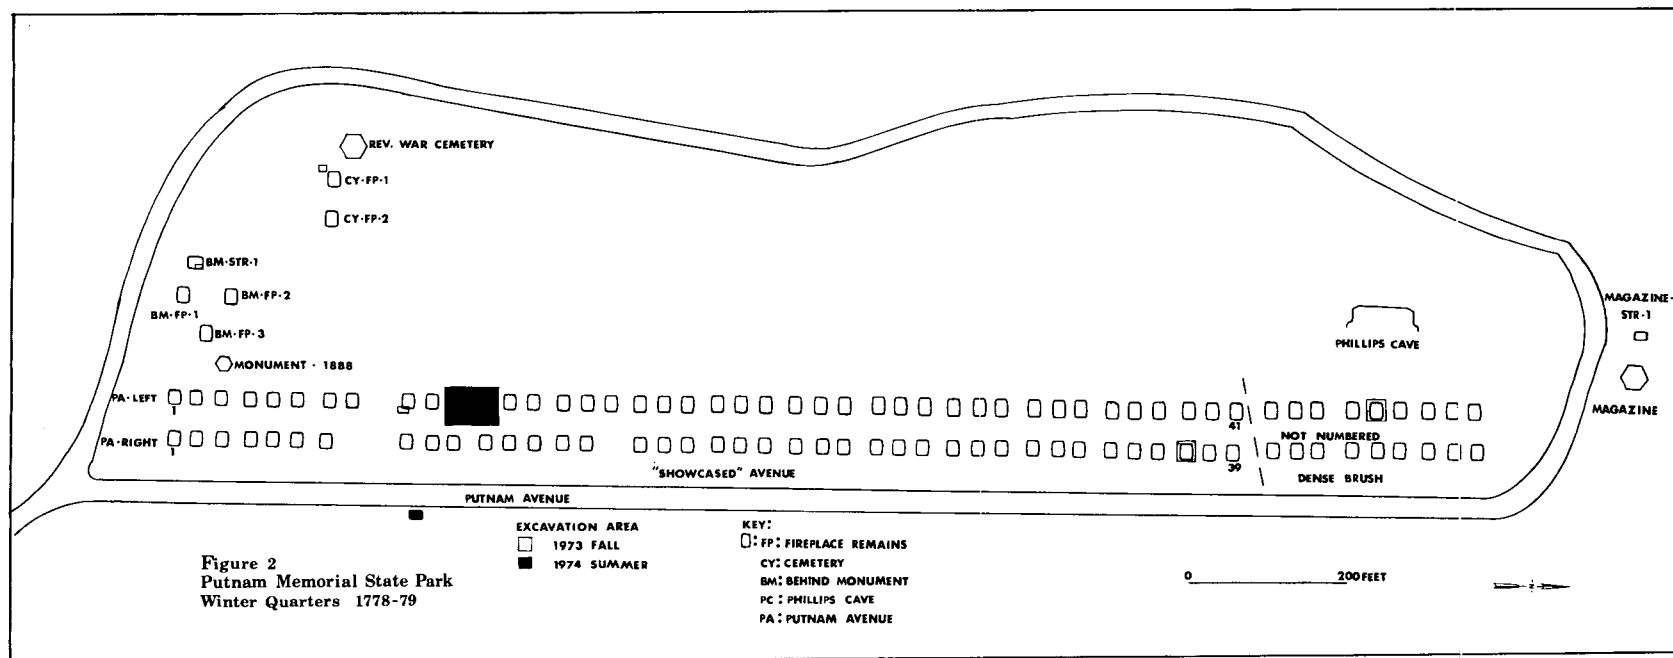 REV. WAR CEMETERY
CY·FP·1
CY·FP·2
BM·STR·1
BM·FP·2
BM·FP·1
BM·FP·3
MONUMENT · 1888
MAGAZINE·
STR·1
PHILLIPS CAVE
MAGAZINE
PA·LEFT
1
41
NOT NUMBERED
PA·RIGHT
1
39
DENSE BRUSH
"SHOWCASED" AVENUE
PUTNAM AVENUE
EXCAVATION AREA
1973 FALL
1974 SUMMER
KEY:
: FP: FIREPLACE REMAINS
CY: CEMETERY
BM: BEHIND MONUMENT
PC : PHILLIPS CAVE
PA: PUTNAM AVENUE
0 200 FEET
Figure 2
Putnam Memorial State Park
Winter Quarters 1778-79